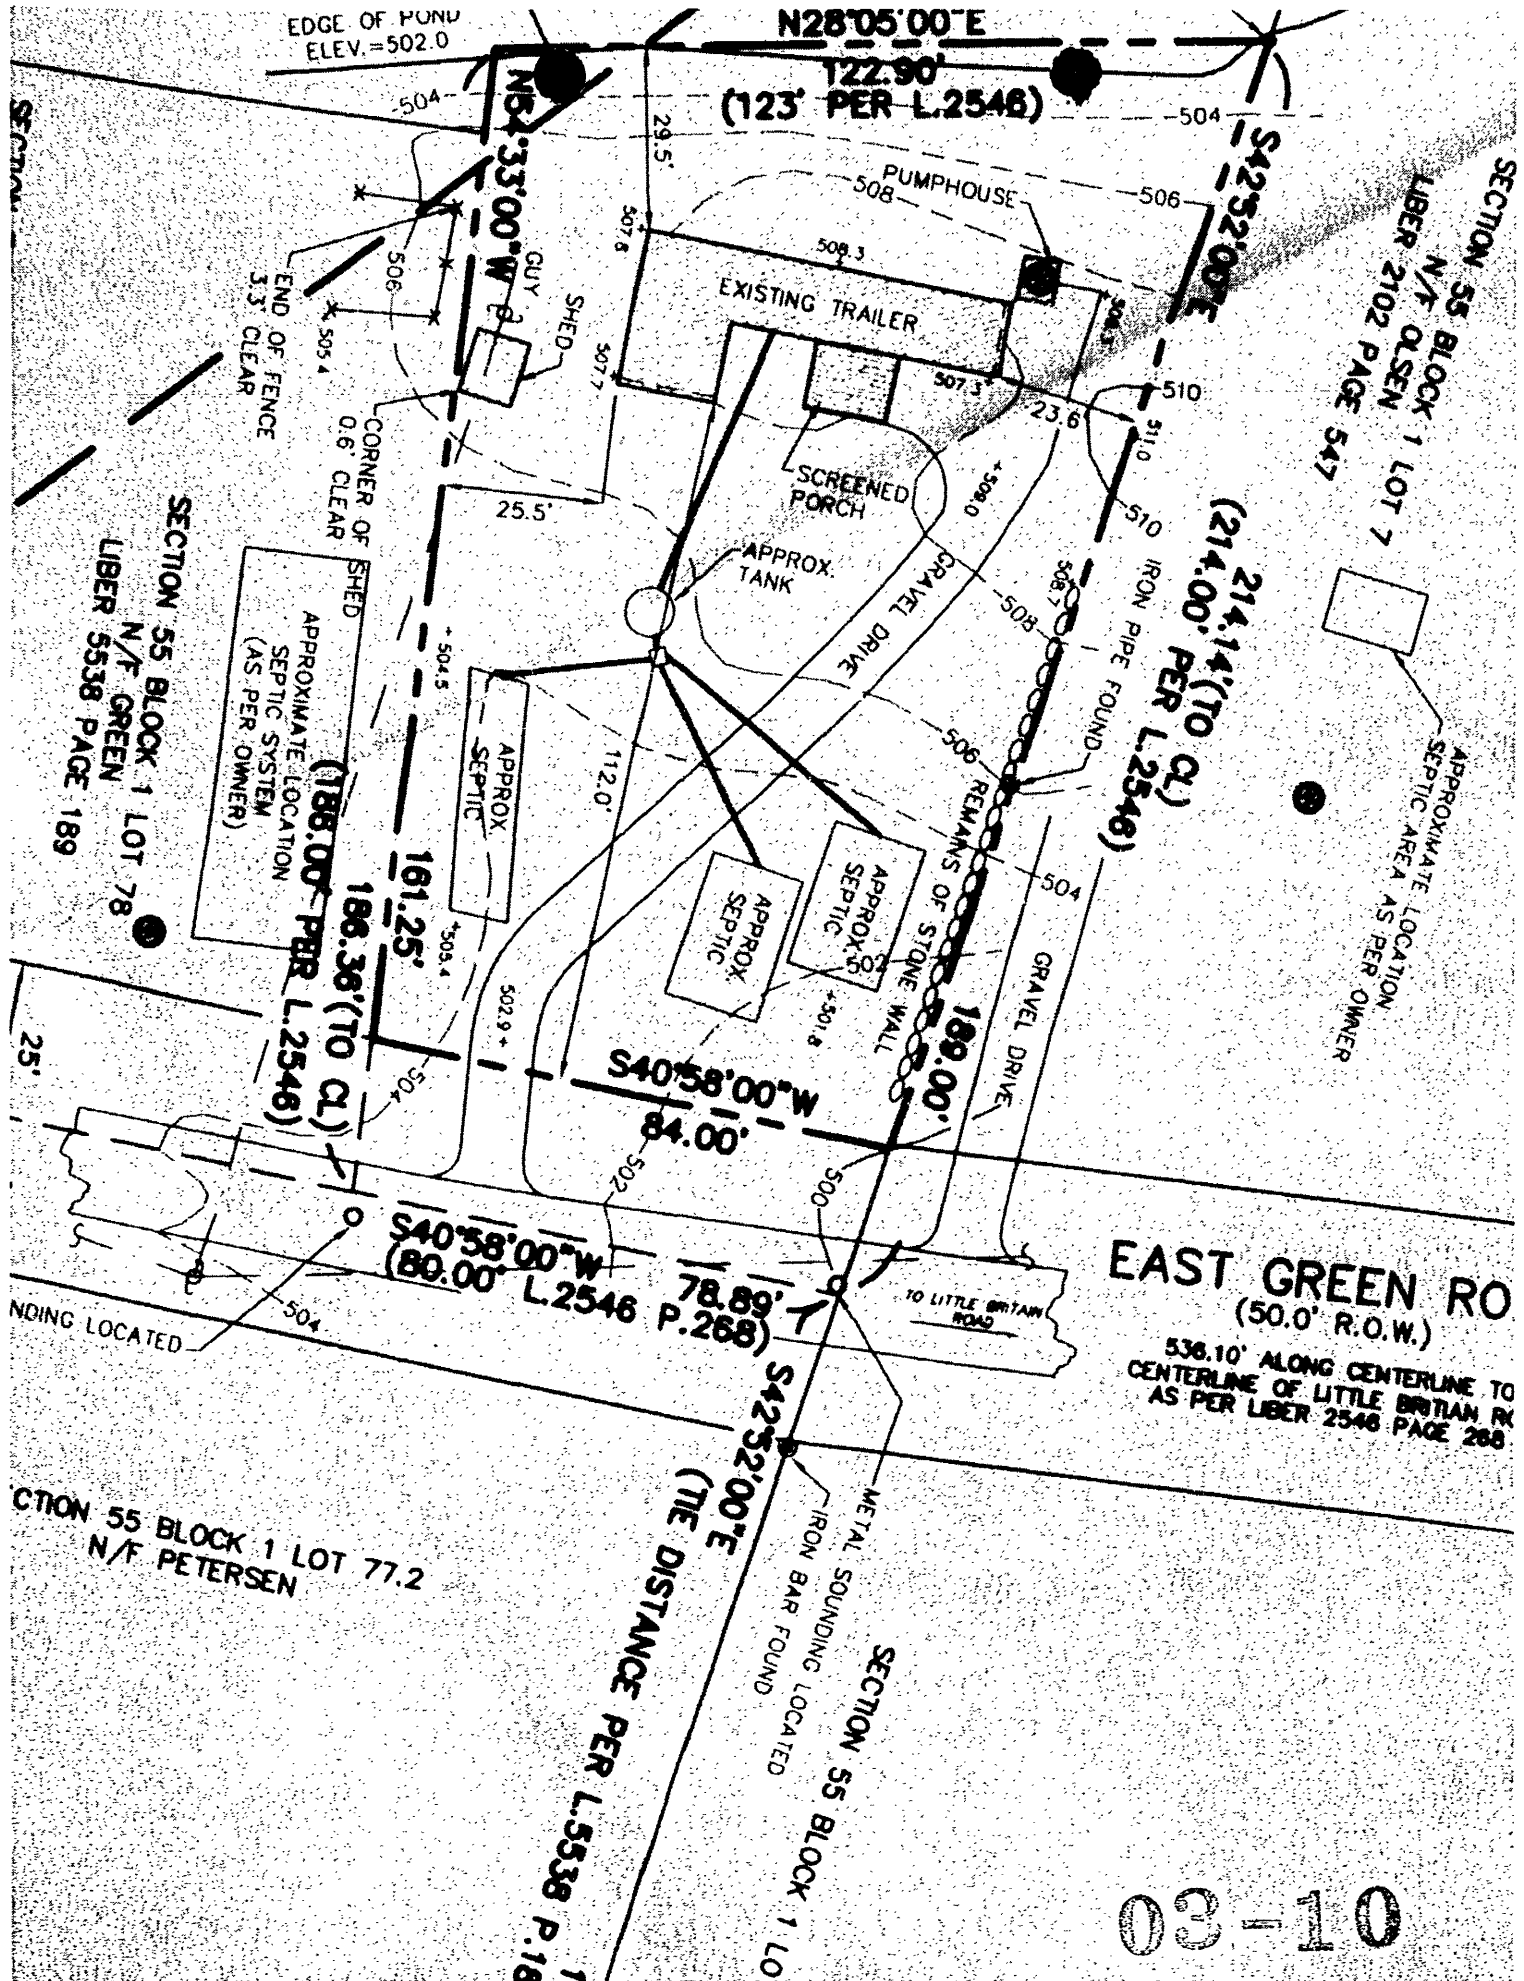 EDGE OF POND
ELEV.=502.0
N28°05'00"E
122.90'
(123' PER L.2546)
504
504
N54°33'00"W
29.5'
S42°52'00"E
SECTION 55 BLOCK 1 LOT 7
N/F OLSEN
LIBER 2102 PAGE 547
PUMPHOUSE
508
506
507.6
508.3
EXISTING TRAILER
GUY
SHED
506
END OF FENCE
3.3' CLEAR
505.4
507.7
507.3
23.6
510
511.0
510
CORNER OF SHED
0.6' CLEAR
25.5'
SCREENED
PORCH
+509.0
APPROX.
TANK
GRAVEL DRIVE
508
508.7
IRON PIPE FOUND
214.14'(TO CL)
(214.00' PER L.2546)
SECTION 55 BLOCK 1 LOT 78
N/F GREEN
LIBER 5538 PAGE 189
APPROXIMATE LOCATION
SEPTIC SYSTEM
(AS PER OWNER)
+504.5
APPROX
SEPTIC
112.0'
506
REMAINS OF STONE WALL
504
APPROXIMATE LOCATION
SEPTIC AREA AS PER OWNER
161.25'
186.36'(TO CL)
(186.00' PER L.2546)
+503.4
502.9+
APPROX.
SEPTIC
APPROX.
SEPTIC
502
+501.8
189.00'
GRAVEL DRIVE
25'
504
S40°58'00"W
84.00'
502
500
S40°58'00"W
78.89'
(80.00' L.2546 P.268)
504
NDING LOCATED
TO LITTLE BRITAIN
ROAD
EAST GREEN RO
(50.0' R.O.W.)
536.10' ALONG CENTERLINE TO
CENTERLINE OF LITTLE BRITIAN RO
AS PER LIBER 2546 PAGE 268
S42°52'00"E
(TIE DISTANCE PER L.5538 P.18
METAL SOUNDING LOCATED
IRON BAR FOUND
CTION 55 BLOCK 1 LOT 77.2
N/F PETERSEN
SECTION 55 BLOCK 1 LO
03-10